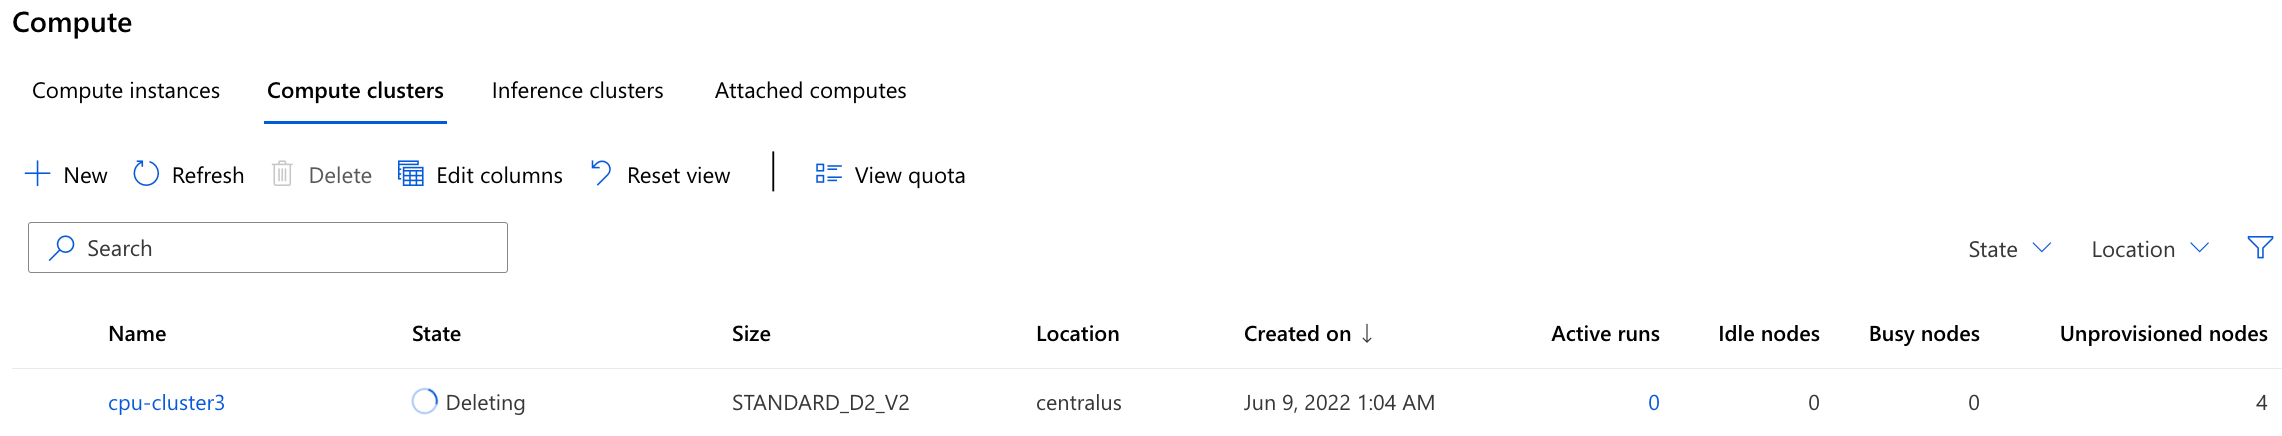 Compute
Compute instances Compute clusters Inference clusters Attached computes
New Refresh Delete Edit columns Reset view View quota
Search State Location
Name State Size Location Created on ↓ Active runs Idle nodes Busy nodes Unprovisioned nodes
cpu-cluster3 Deleting STANDARD_D2_V2 centralus Jun 9, 2022 1:04 AM 0 0 0 4